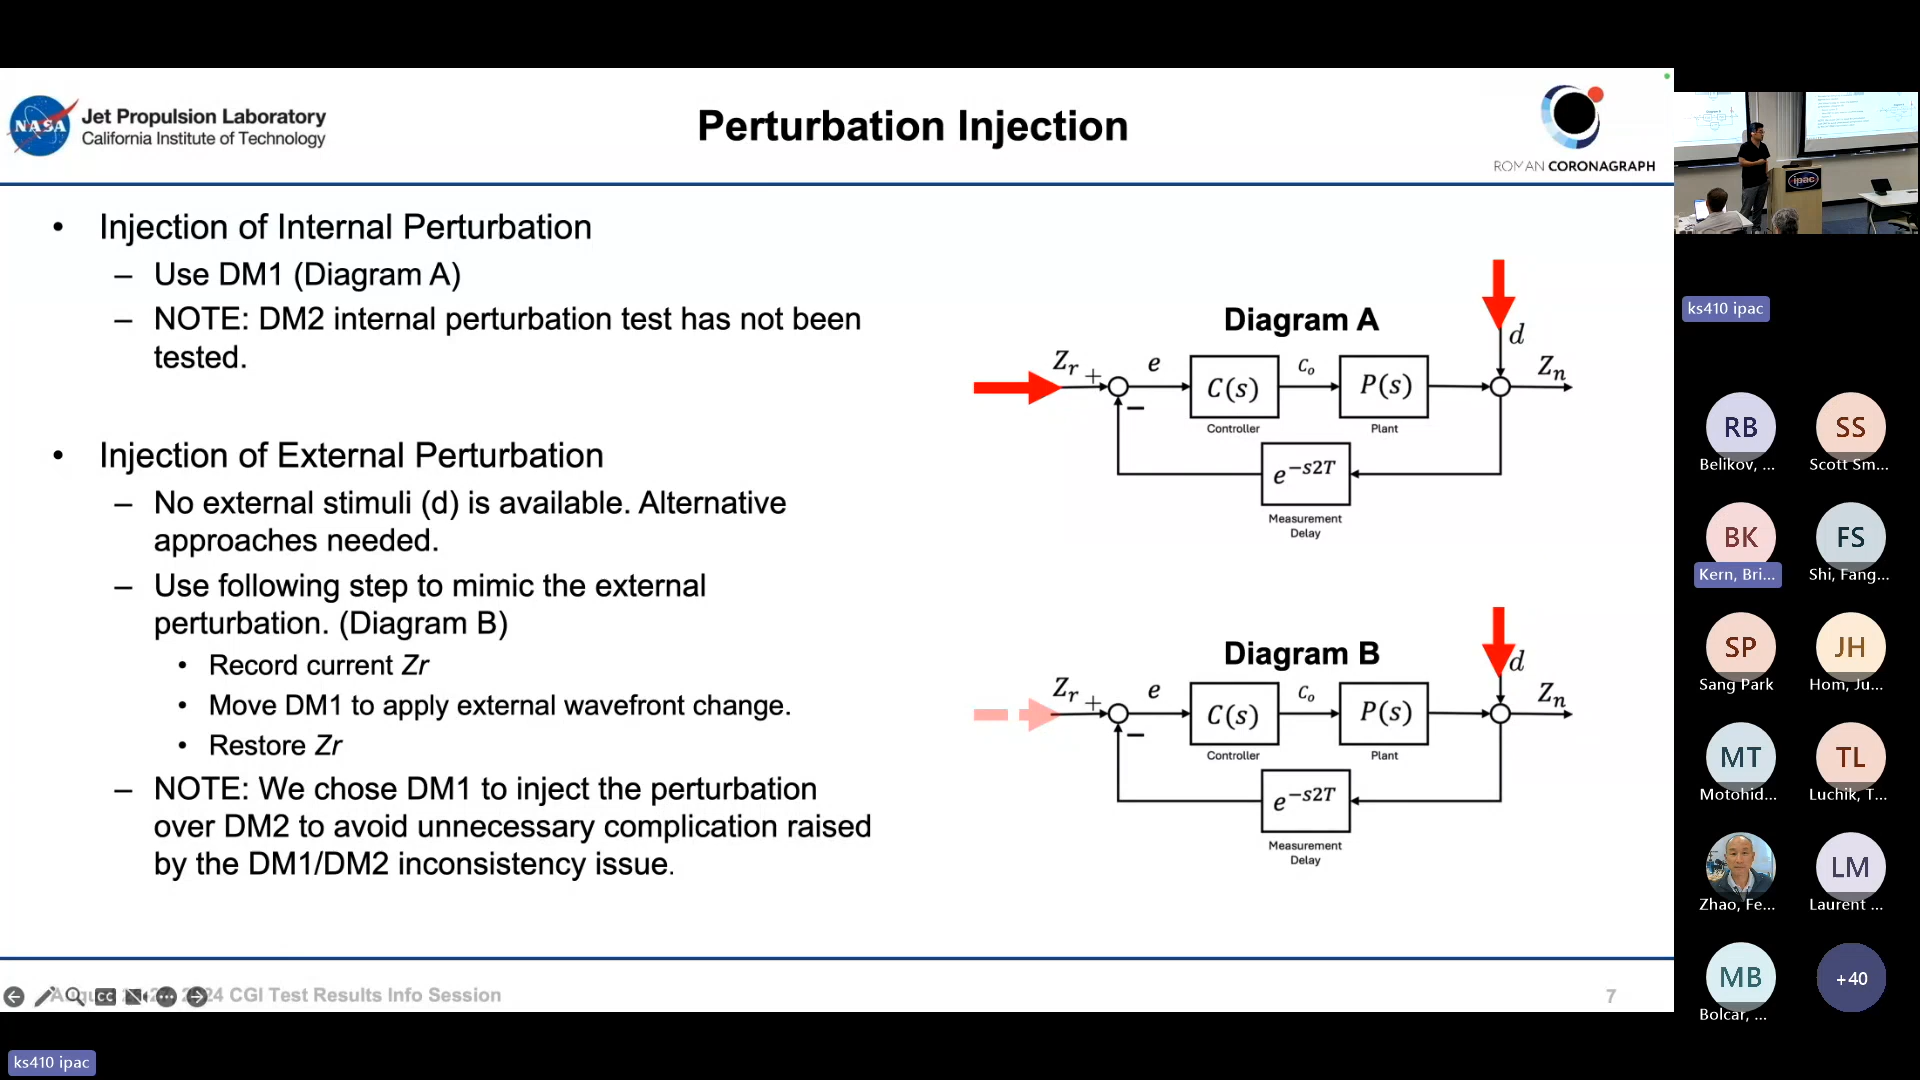 NASA
Jet Propulsion Laboratory
California Institute of Technology
Perturbation Injection
ROMAN CORONAGRAPH
• Injection of Internal Perturbation
– Use DM1 (Diagram A)
– NOTE: DM2 internal perturbation test has not been
tested.
• Injection of External Perturbation
– No external stimuli (d) is available. Alternative
approaches needed.
– Use following step to mimic the external
perturbation. (Diagram B)
• Record current Zr
• Move DM1 to apply external wavefront change.
• Restore Zr
– NOTE: We chose DM1 to inject the perturbation
over DM2 to avoid unnecessary complication raised
by the DM1/DM2 inconsistency issue.
Diagram A
d
Zr + e C(s) Co P(s) Zn
−
Controller Plant
e^−s2T
Measurement
Delay
Diagram B
d
Zr + e C(s) Co P(s) Zn
−
Controller Plant
e^−s2T
Measurement
Delay
24 CGI Test Results Info Session
7
CC
ipac
ks410 ipac
RB SS
Belikov, ... Scott Sm...
BK FS
Kern, Bri... Shi, Fang...
SP JH
Sang Park Hom, Ju...
MT TL
Motohid... Luchik, T...
LM
Zhao, Fe... Laurent ...
MB +40
Bolcar, ...
ks410 ipac